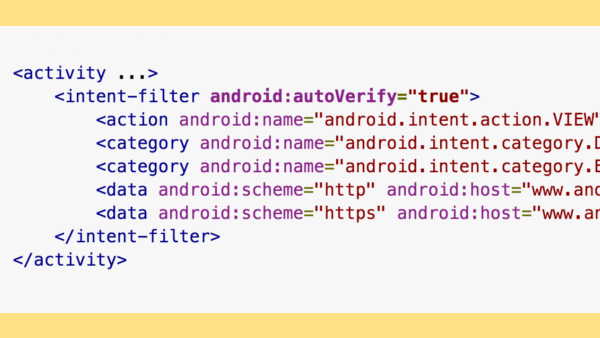 <activity ...>
<intent-filter android:autoVerify="true">
<action android:name="android.intent.action.VIEW"
<category android:name="android.intent.category.D
<category android:name="android.intent.category.B
<data android:scheme="http" android:host="www.and
<data android:scheme="https" android:host="www.an
</intent-filter>
</activity>